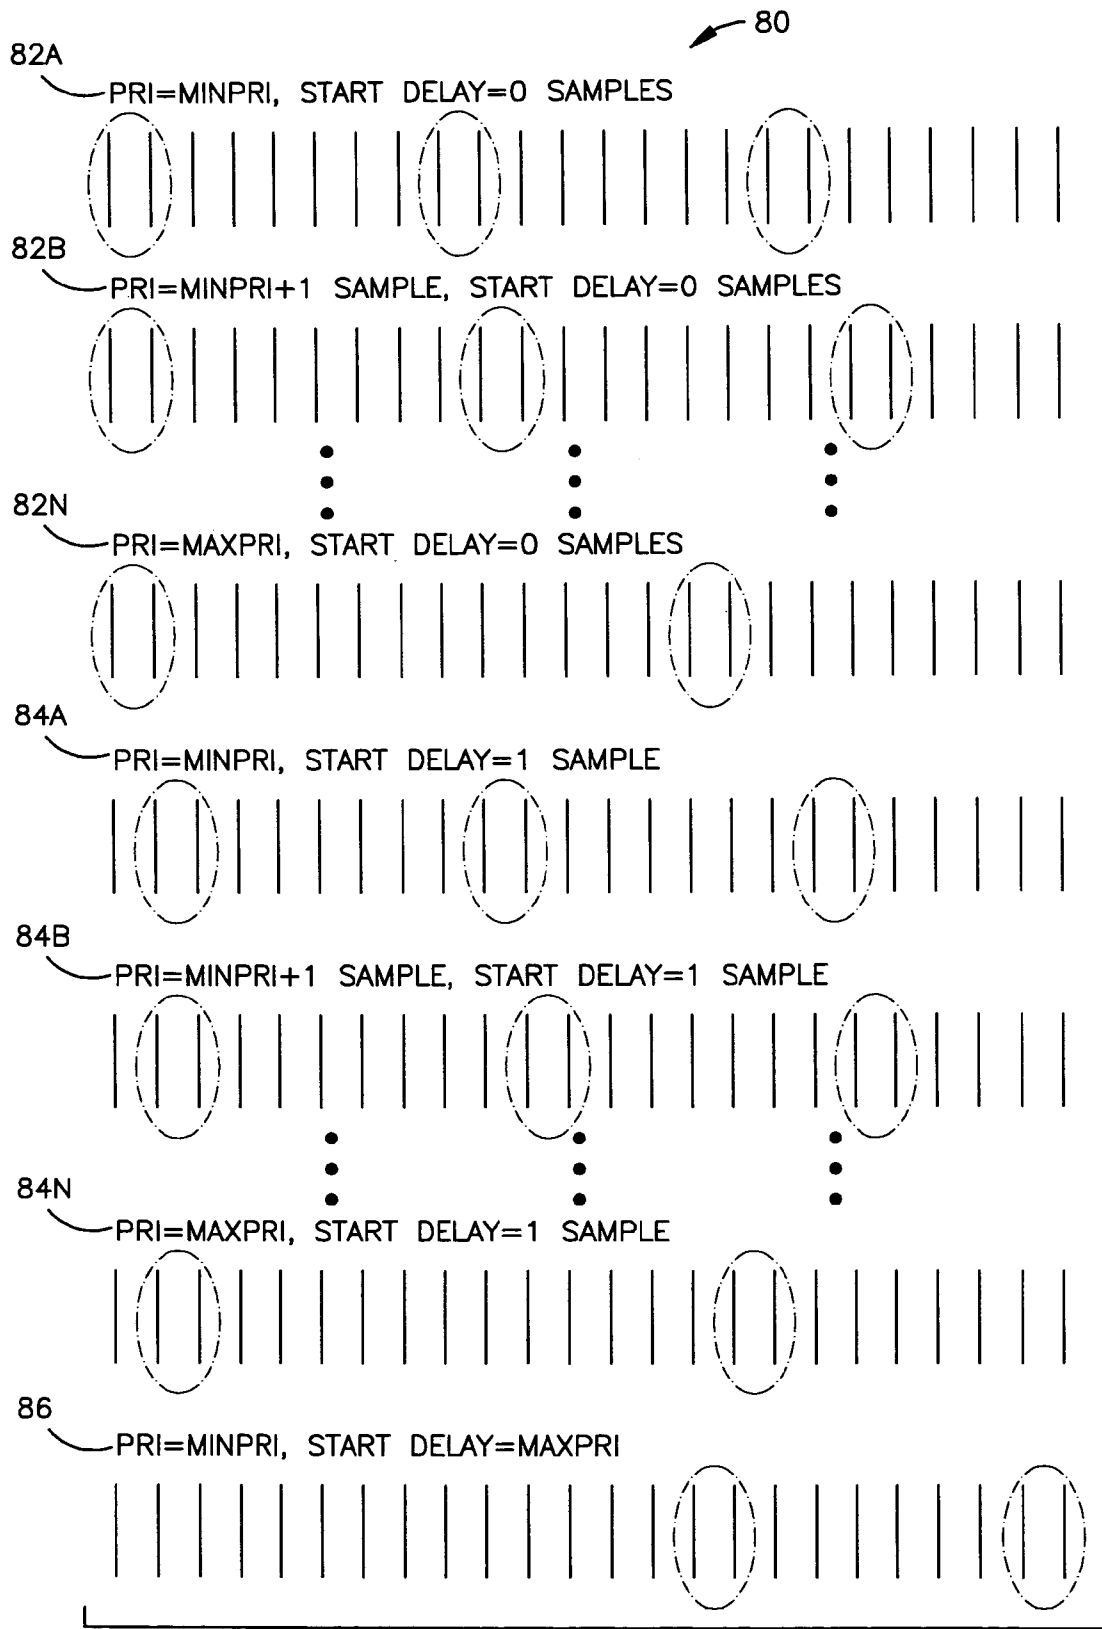 80
82A
PRI=MINPRI, START DELAY=0 SAMPLES
82B
PRI=MINPRI+1 SAMPLE, START DELAY=0 SAMPLES
82N
PRI=MAXPRI, START DELAY=0 SAMPLES
84A
PRI=MINPRI, START DELAY=1 SAMPLE
84B
PRI=MINPRI+1 SAMPLE, START DELAY=1 SAMPLE
84N
PRI=MAXPRI, START DELAY=1 SAMPLE
86
PRI=MINPRI, START DELAY=MAXPRI